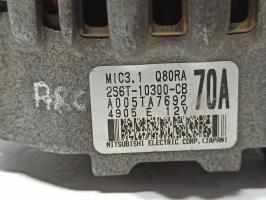 MIC3.1 Q80RA
2S6T-10300-CB 70A
A005TA7692
4905 E 12V
MITSUBISHI ELECTRIC CORP.(JAPAN)